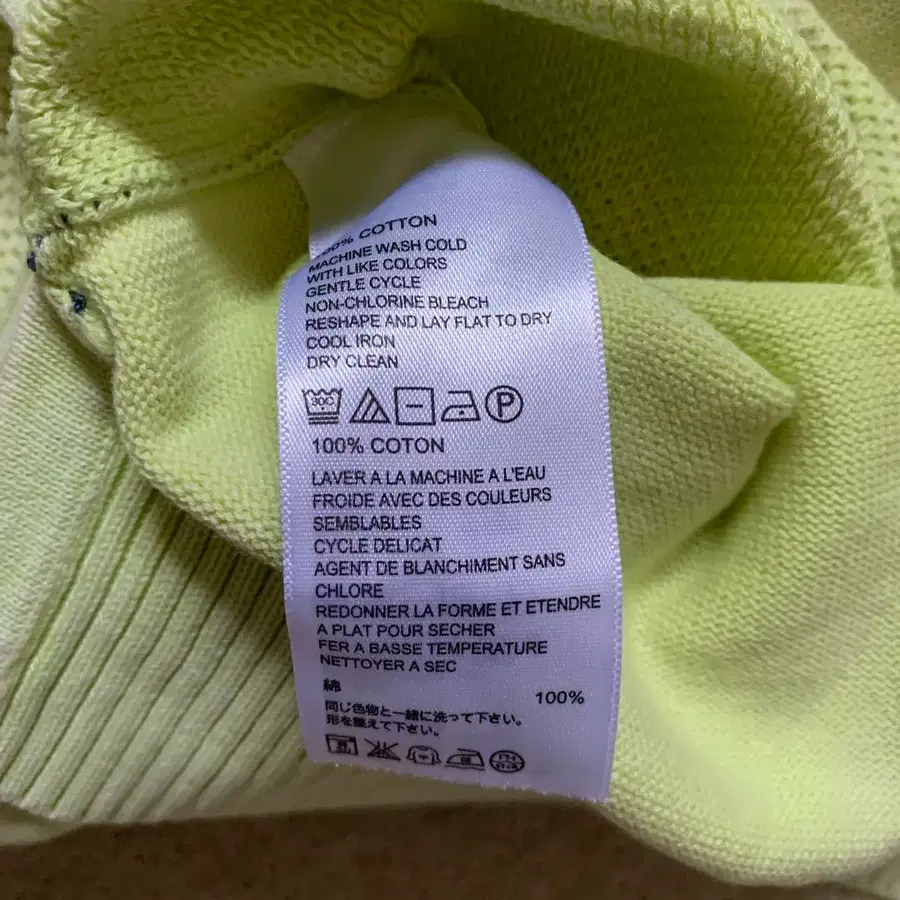 100% COTTON
MACHINE WASH COLD
WITH LIKE COLORS
GENTLE CYCLE
NON-CHLORINE BLEACH
RESHAPE AND LAY FLAT TO DRY
COOL IRON
DRY CLEAN
30C P
100% COTON
LAVER A LA MACHINE A L'EAU
FROIDE AVEC DES COULEURS
SEMBLABLES
CYCLE DELICAT
AGENT DE BLANCHIMENT SANS
CHLORE
REDONNER LA FORME ET ETENDRE
A PLAT POUR SECHER
FER A BASSE TEMPERATURE
NETTOYER A SEC
綿 100%
同じ色物と一緒に洗って下さい。
形を整えて下さい。